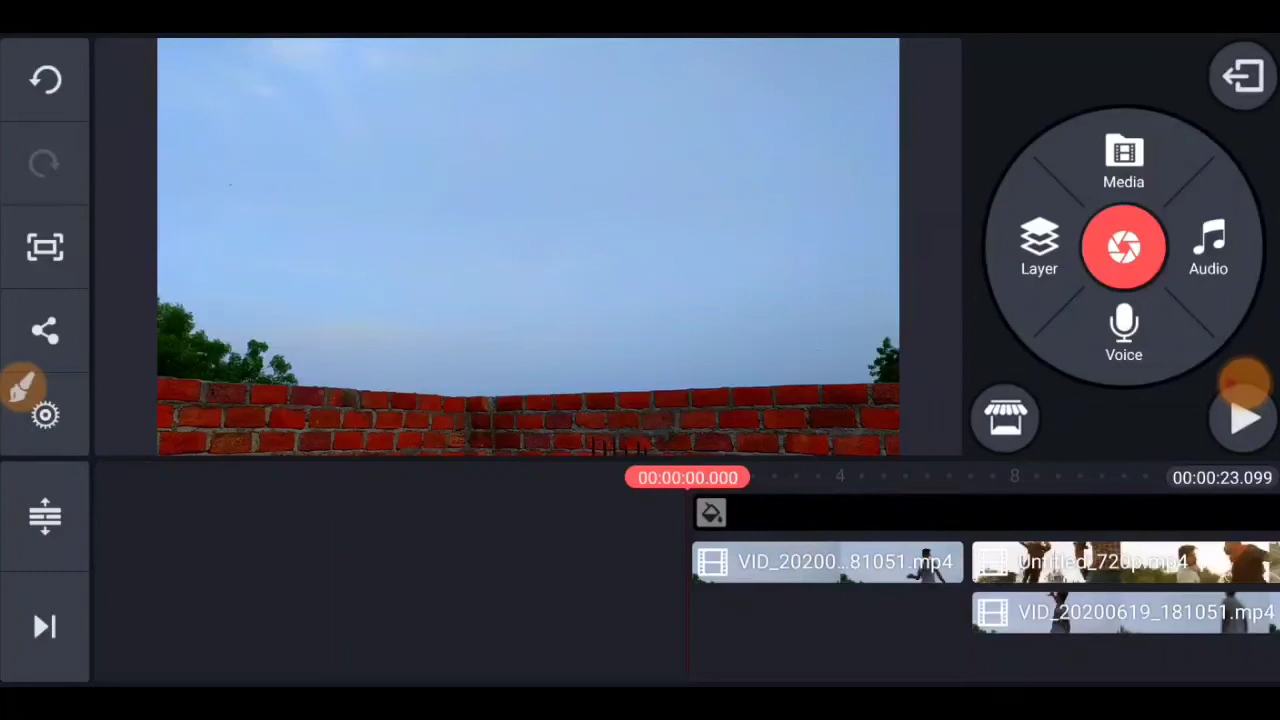 Media
Layer
Audio
Voice
00:00:00.000
4
8
00:00:23.099
VID_20200...81051.mp4
Untitled_720p.mp4
VID_20200619_181051.mp4